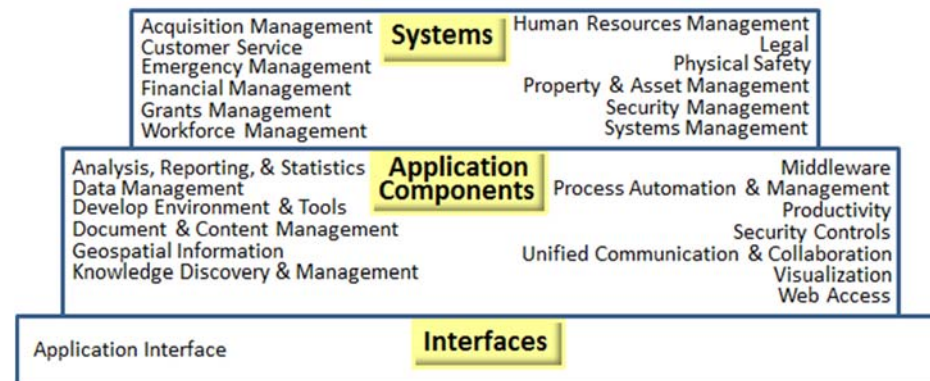 Systems
Acquisition Management
Customer Service
Emergency Management
Financial Management
Grants Management
Workforce Management
Human Resources Management
Legal
Physical Safety
Property & Asset Management
Security Management
Systems Management
Application
Components
Analysis, Reporting, & Statistics
Data Management
Develop Environment & Tools
Document & Content Management
Geospatial Information
Knowledge Discovery & Management
Middleware
Process Automation & Management
Productivity
Security Controls
Unified Communication & Collaboration
Visualization
Web Access
Interfaces
Application Interface